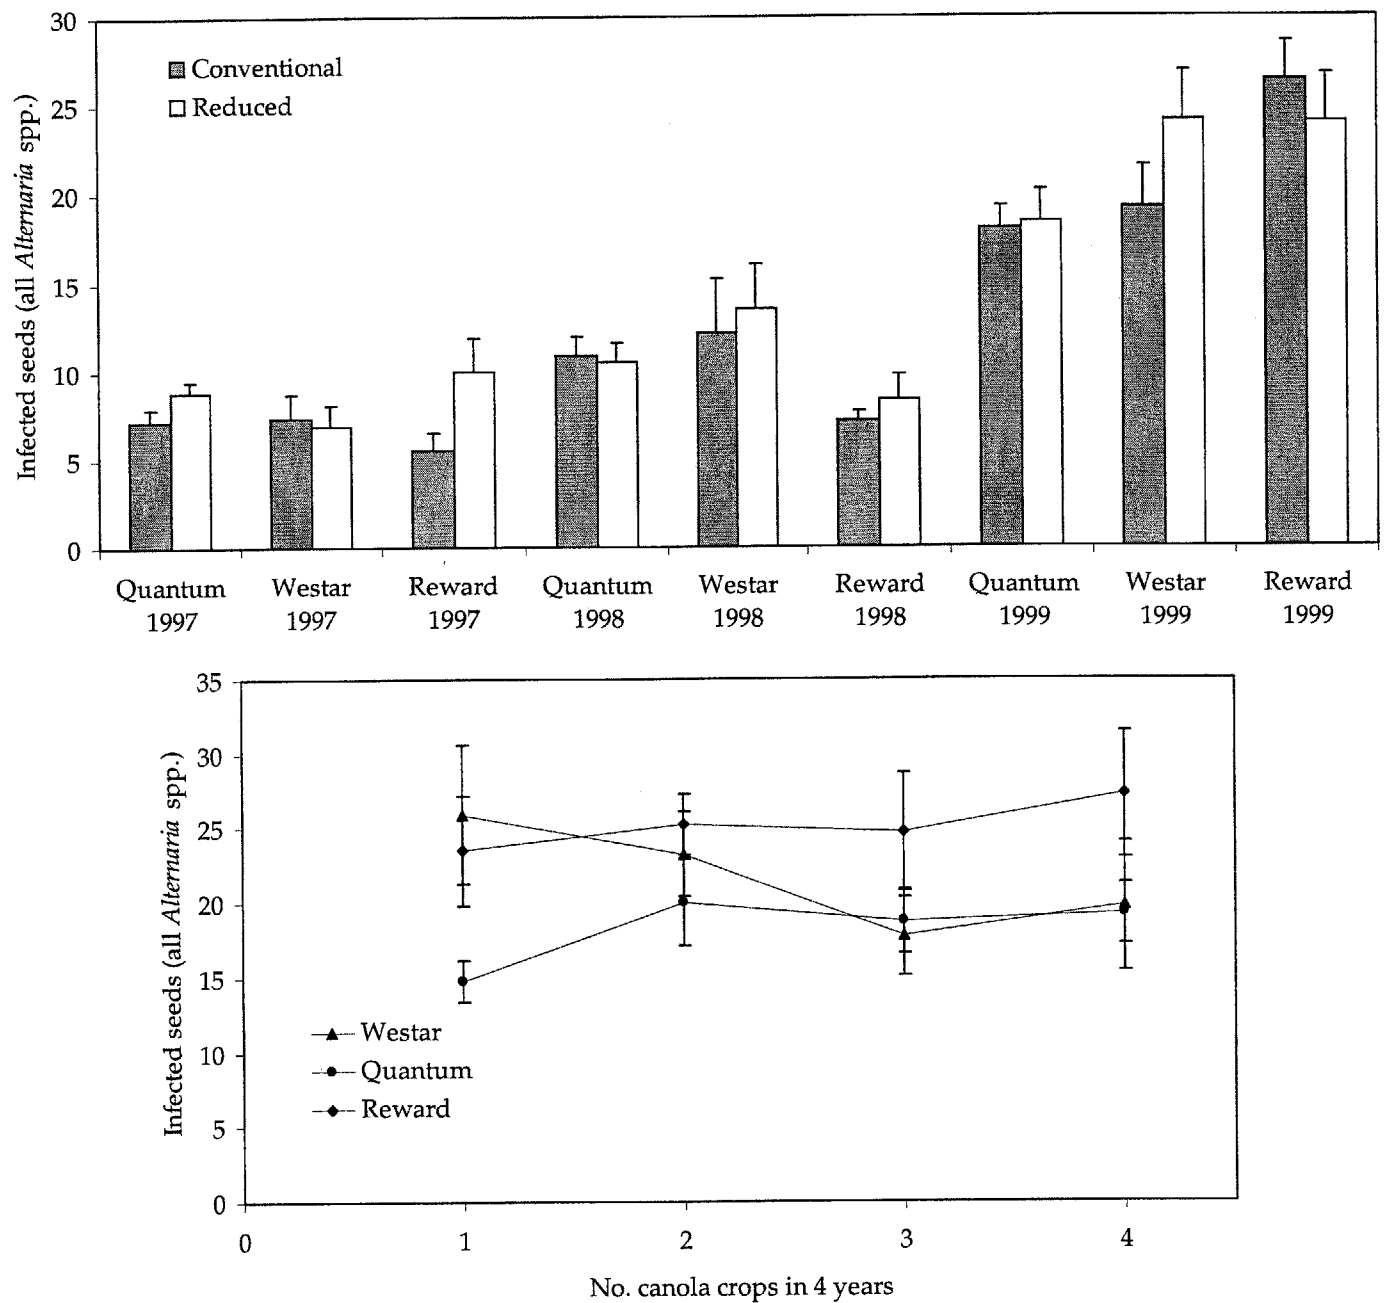 Infected seeds (all Alternaria spp.)
30
25
20
15
10
5
0
Conventional
Reduced
Quantum Westar Reward Quantum Westar Reward Quantum Westar Reward
1997 1997 1997 1998 1998 1998 1999 1999 1999
Infected seeds (all Alternaria spp.)
35
30
25
20
15
10
5
0
Westar
Quantum
Reward
0 1 2 3 4
No. canola crops in 4 years